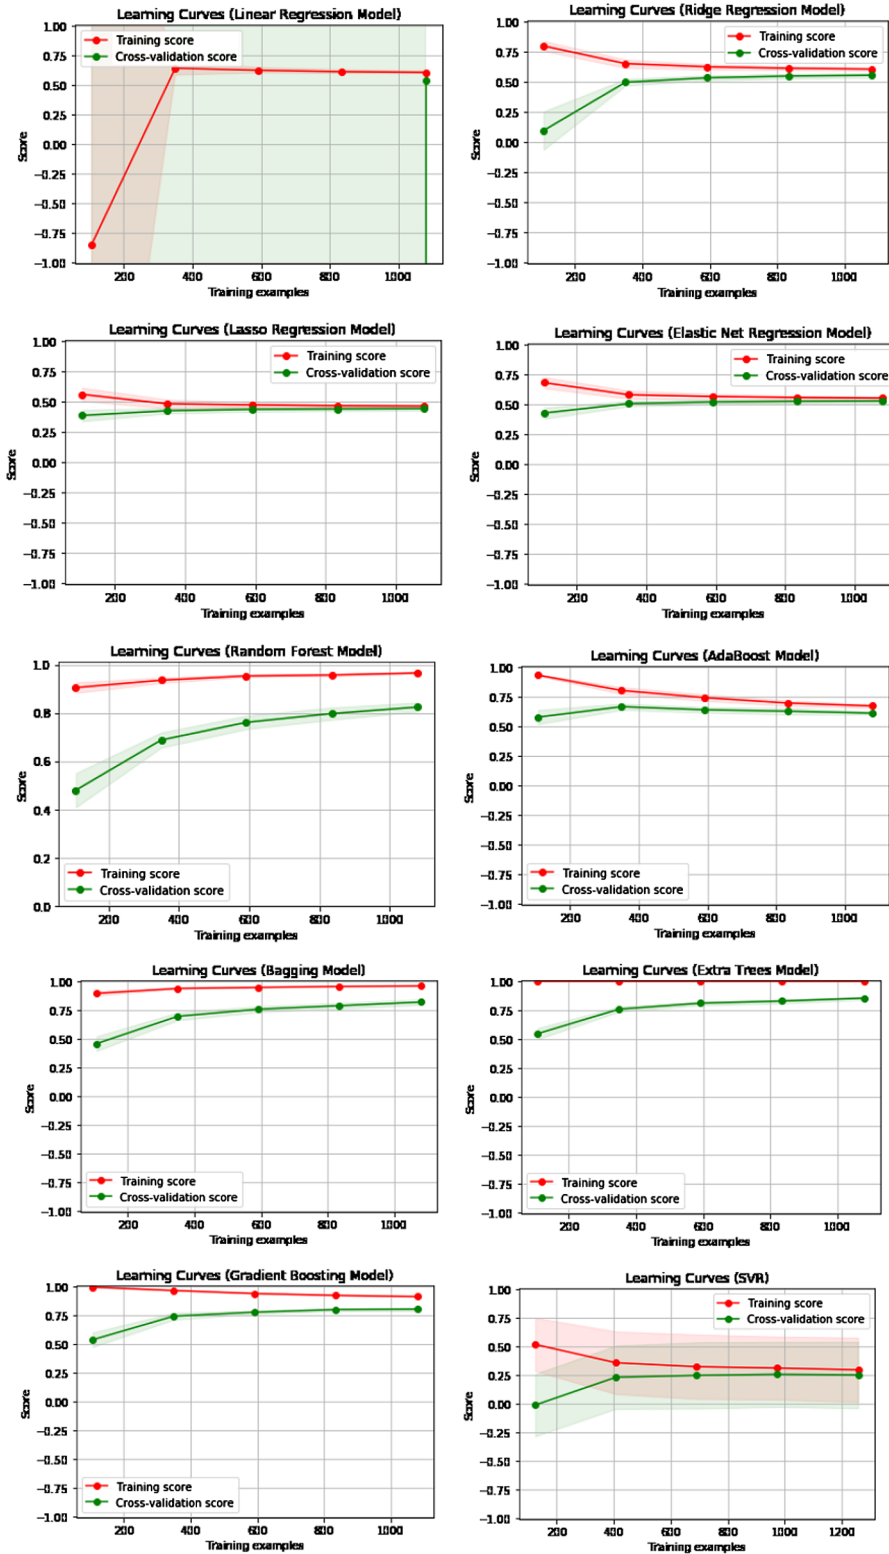 Learning Curves (Linear Regression Model)
1.00
0.75
0.50
0.25
0.00
−0.25
−0.50
−0.75
−1.00
Score
Training score
Cross-validation score
200 400 600 800 1000
Training examples
Learning Curves (Ridge Regression Model)
1.00
0.75
0.50
0.25
0.00
−0.25
−0.50
−0.75
−1.00
Score
Training score
Cross-validation score
200 400 600 800 1000
Training examples
Learning Curves (Lasso Regression Model)
1.00
0.75
0.50
0.25
0.00
−0.25
−0.50
−0.75
−1.00
Score
Training score
Cross-validation score
200 400 600 800 1000
Training examples
Learning Curves (Elastic Net Regression Model)
1.00
0.75
0.50
0.25
0.00
−0.25
−0.50
−0.75
−1.00
Score
Training score
Cross-validation score
200 400 600 800 1000
Training examples
Learning Curves (Random Forest Model)
1.0
0.8
0.6
0.4
0.2
0.0
Score
Training score
Cross-validation score
200 400 600 800 1000
Training examples
Learning Curves (AdaBoost Model)
1.00
0.75
0.50
0.25
0.00
−0.25
−0.50
−0.75
−1.00
Score
Training score
Cross-validation score
200 400 600 800 1000
Training examples
Learning Curves (Bagging Model)
1.00
0.75
0.50
0.25
0.00
−0.25
−0.50
−0.75
−1.00
Score
Training score
Cross-validation score
200 400 600 800 1000
Training examples
Learning Curves (Extra Trees Model)
1.00
0.75
0.50
0.25
0.00
−0.25
−0.50
−0.75
−1.00
Score
Training score
Cross-validation score
200 400 600 800 1000
Training examples
Learning Curves (Gradient Boosting Model)
1.00
0.75
0.50
0.25
0.00
−0.25
−0.50
−0.75
−1.00
Score
Training score
Cross-validation score
200 400 600 800 1000
Training examples
Learning Curves (SVR)
1.00
0.75
0.50
0.25
0.00
−0.25
−0.50
−0.75
−1.00
Score
Training score
Cross-validation score
200 400 600 800 1000 1200
Training examples